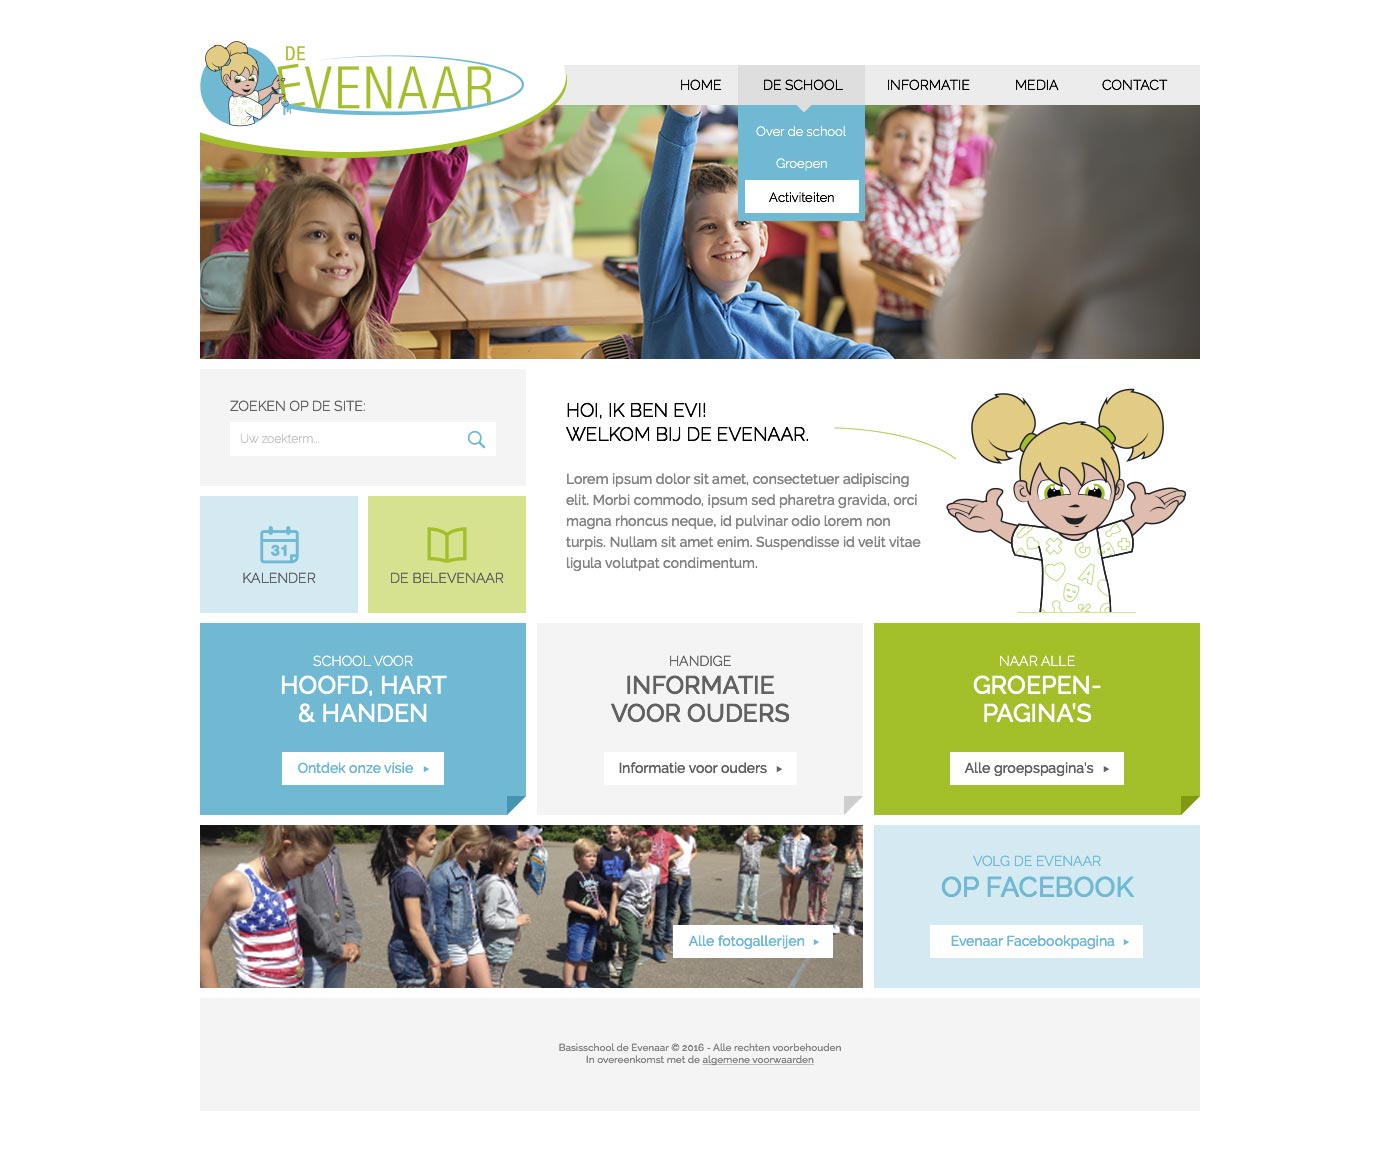 DE
EVENAAR
HOME
DE SCHOOL
INFORMATIE
MEDIA
CONTACT
Over de school
Groepen
Activiteiten
ZOEKEN OP DE SITE:
Uw zoekterm...
31
KALENDER
DE BELEVENAAR
HOI, IK BEN EVI!
WELKOM BIJ DE EVENAAR.
Lorem ipsum dolor sit amet, consectetuer adipiscing
elit. Morbi commodo, ipsum sed pharetra gravida, orci
magna rhoncus neque, id pulvinar odio lorem non
turpis. Nullam sit amet enim. Suspendisse id velit vitae
ligula volutpat condimentum.
SCHOOL VOOR
HOOFD, HART
& HANDEN
Ontdek onze visie
HANDIGE
INFORMATIE
VOOR OUDERS
Informatie voor ouders
NAAR ALLE
GROEPEN-
PAGINA'S
Alle groepspagina's
Alle fotogallerijen
VOLG DE EVENAAR
OP FACEBOOK
Evenaar Facebookpagina
Basisschool de Evenaar © 2016 - Alle rechten voorbehouden
In overeenkomst met de algemene voorwaarden